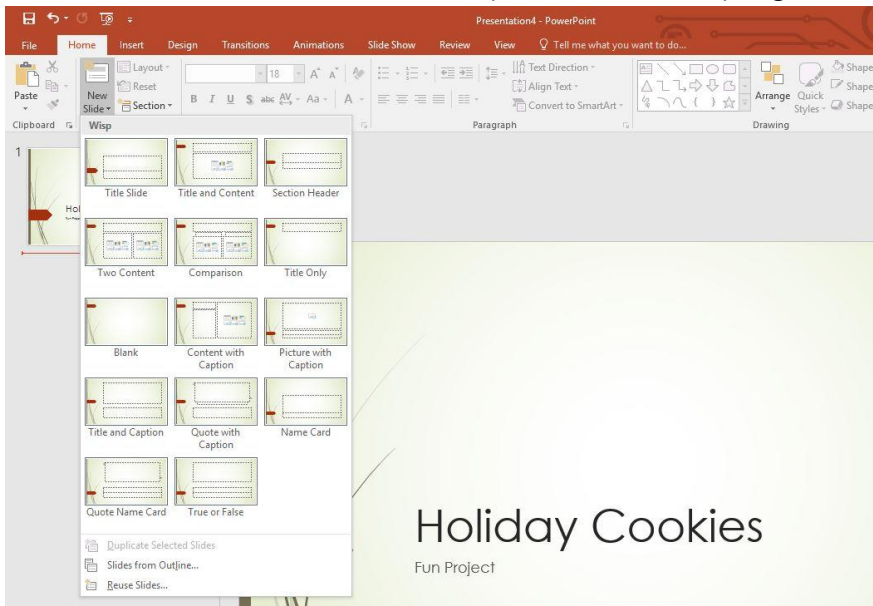 Presentation4 - PowerPoint
File Home Insert Design Transitions Animations Slide Show Review View Tell me what you want to do...
Paste
New Slide
Layout
Reset
Section
18
A A
B I U S abc AV Aa A
Text Direction
Align Text
Convert to SmartArt
Arrange
Quick Styles
Shape
Shape
Shape
Clipboard Paragraph Drawing
Wisp
Title Slide Title and Content Section Header
Two Content Comparison Title Only
Blank Content with Caption Picture with Caption
Title and Caption Quote with Caption Name Card
Quote Name Card True or False
Duplicate Selected Slides
Slides from Outline...
Reuse Slides...
1
Hol
Holiday Cookies
Fun Project